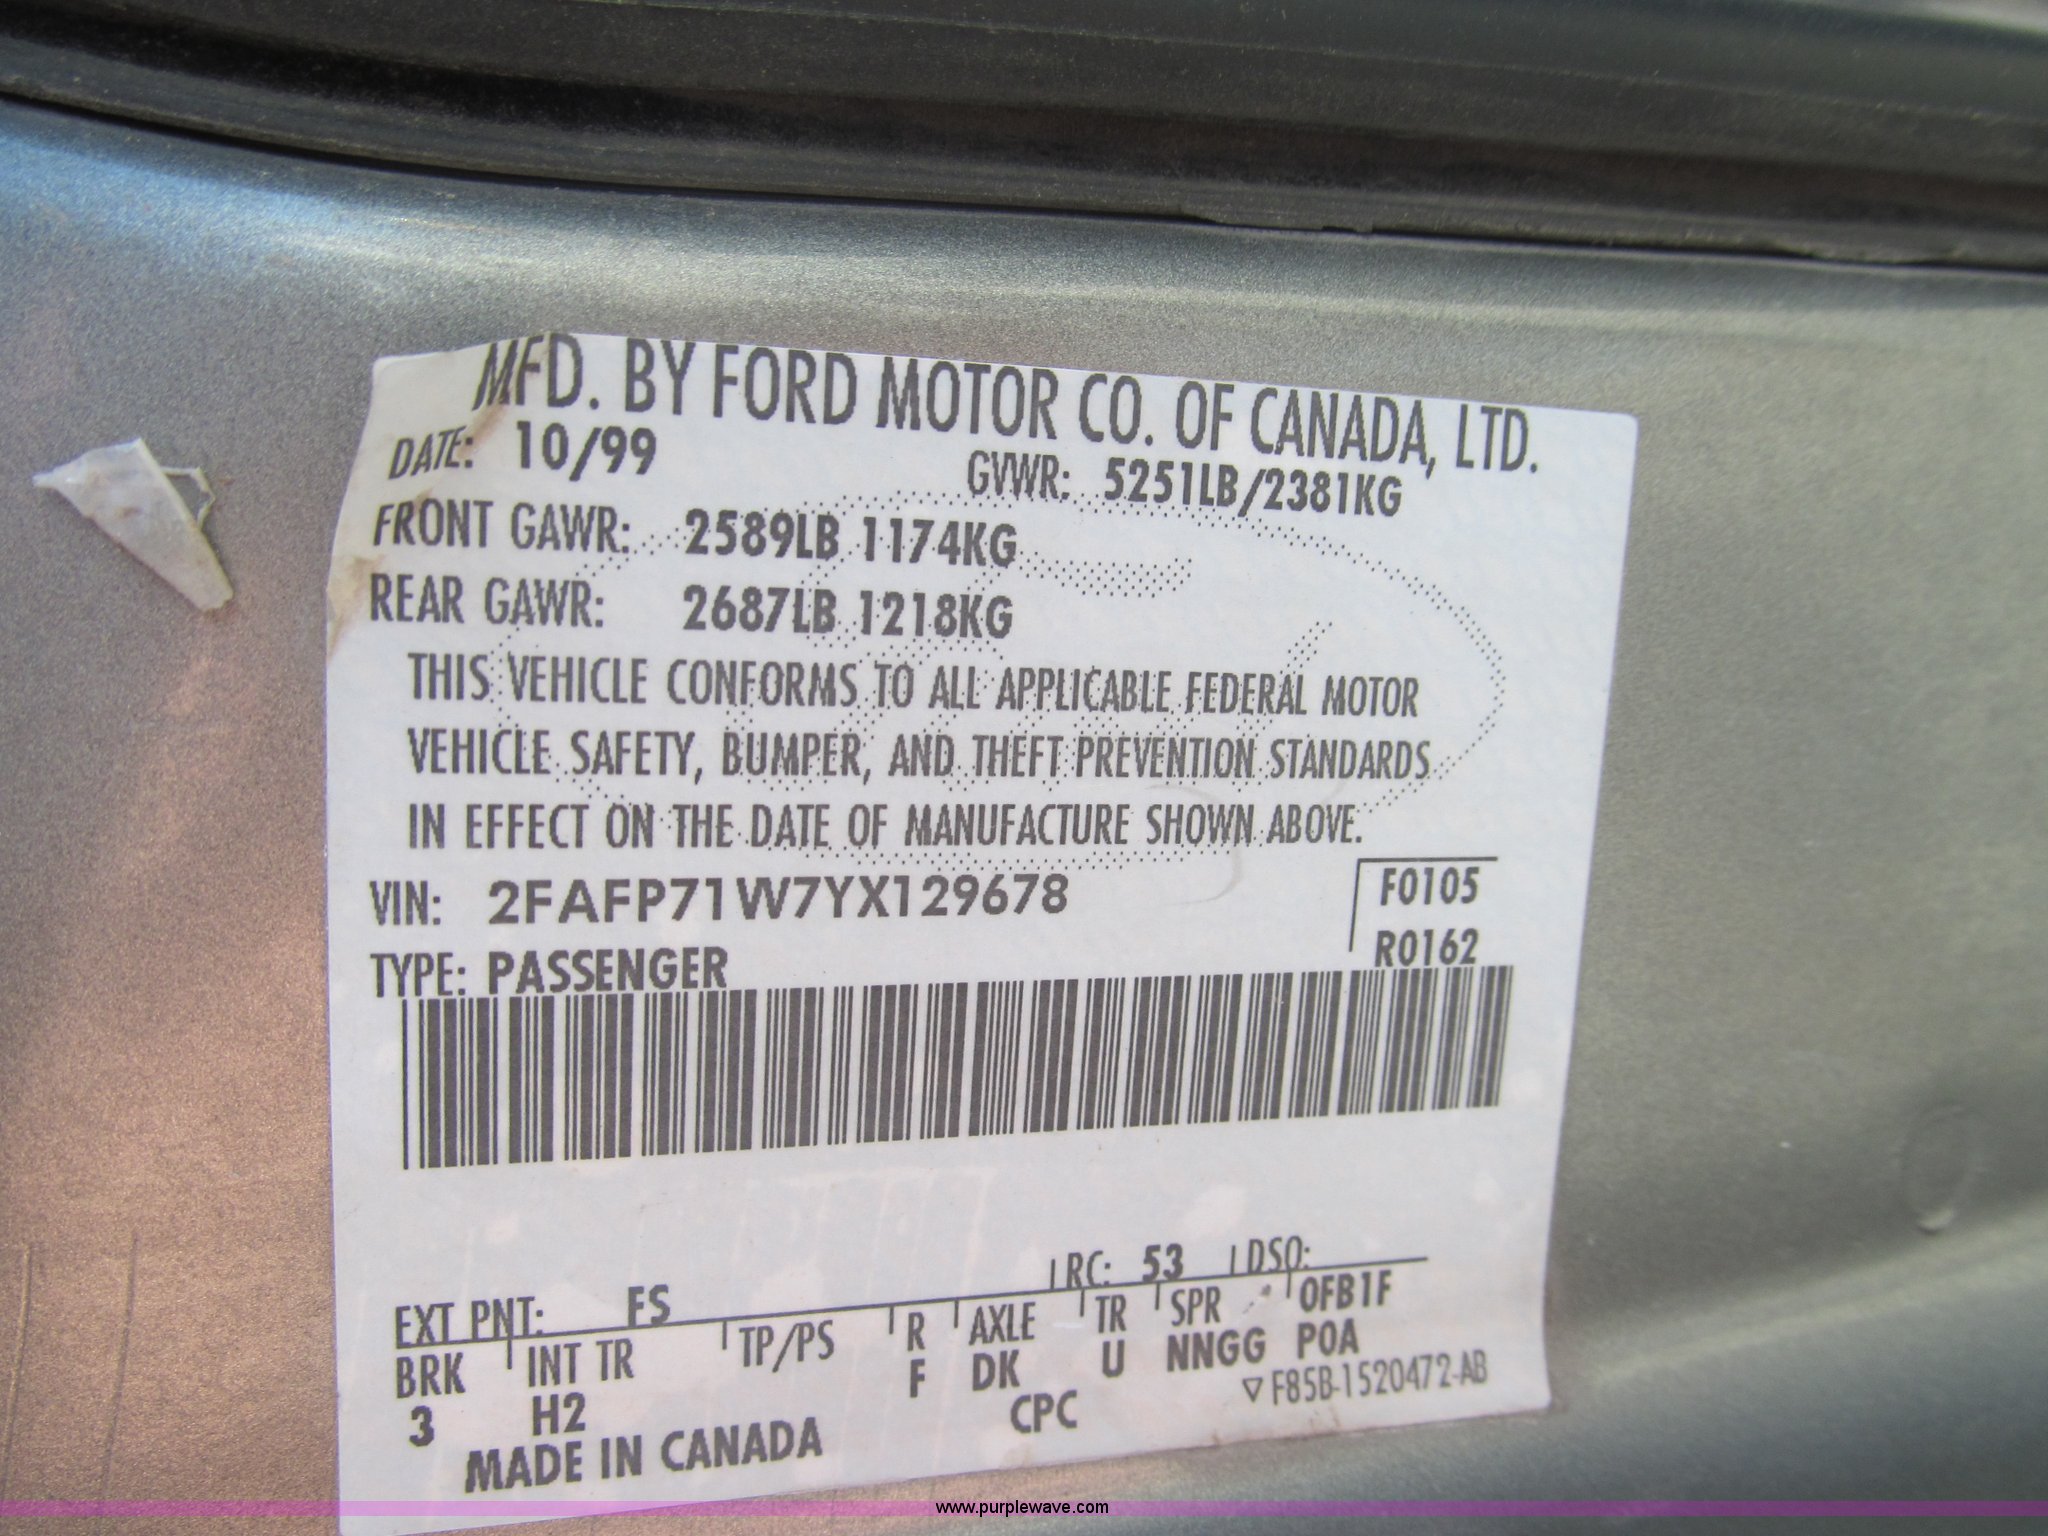 MFD. BY FORD MOTOR CO. OF CANADA, LTD.
DATE: 10/99 GVWR: 5251LB/2381KG
FRONT GAWR: 2589LB 1174KG
REAR GAWR: 2687LB 1218KG
THIS VEHICLE CONFORMS TO ALL APPLICABLE FEDERAL MOTOR
VEHICLE SAFETY, BUMPER, AND THEFT PREVENTION STANDARDS
IN EFFECT ON THE DATE OF MANUFACTURE SHOWN ABOVE.
VIN: 2FAFP71W7YX129678 F0105
TYPE: PASSENGER R0162
EXT PNT: FS RC: 53 DSO:
BRK INT TR TP/PS R AXLE TR SPR 0FB1F
3 H2 F DK U NNGG P0A
CPC ▽F85B-1520472-AB
MADE IN CANADA
www.purplewave.com